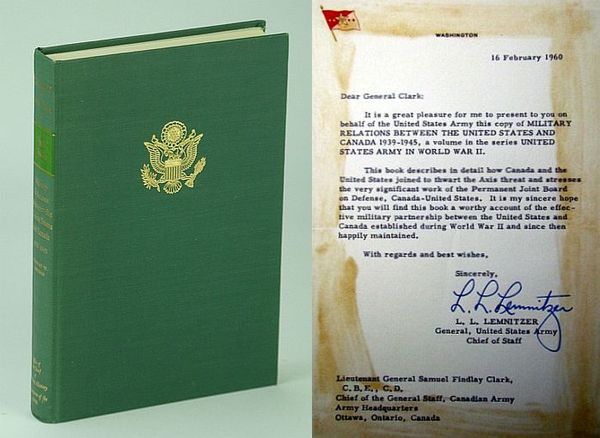 WASHINGTON
16 February 1960
Dear General Clark:
It is a great pleasure for me to present to you on
behalf of the United States Army this copy of MILITARY
RELATIONS BETWEEN THE UNITED STATES AND
CANADA 1939-1945, a volume in the series UNITED
STATES ARMY IN WORLD WAR II.
This book describes in detail how Canada and the
United States joined to thwart the Axis threat and stresses
the very significant work of the Permanent Joint Board
on Defense, Canada-United States. It is my sincere hope
that you will find this book a worthy account of the effec-
tive military partnership between the United States and
Canada established during World War II and since then
happily maintained.
With regards and best wishes,
Sincerely,
L. L. Lemnitzer
L. L. LEMNITZER
General, United States Army
Chief of Staff
Lieutenant General Samuel Findlay Clark,
C. B. E., C. D.
Chief of the General Staff, Canadian Army
Army Headquarters
Ottawa, Ontario, Canada